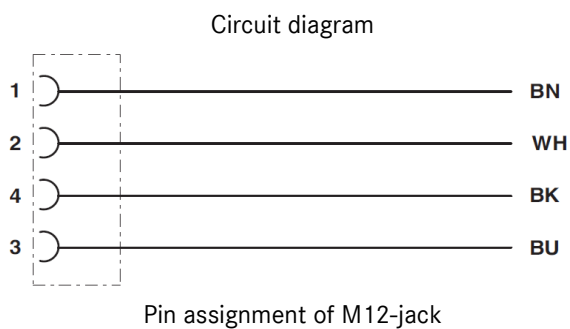 Circuit diagram
1 BN
2 WH
4 BK
3 BU
Pin assignment of M12-jack